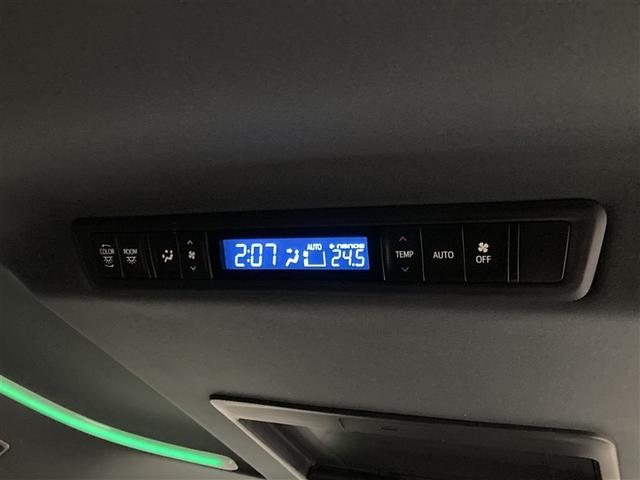 COLOR ROOM
2:07 AUTO nanoe 24.5
TEMP AUTO OFF